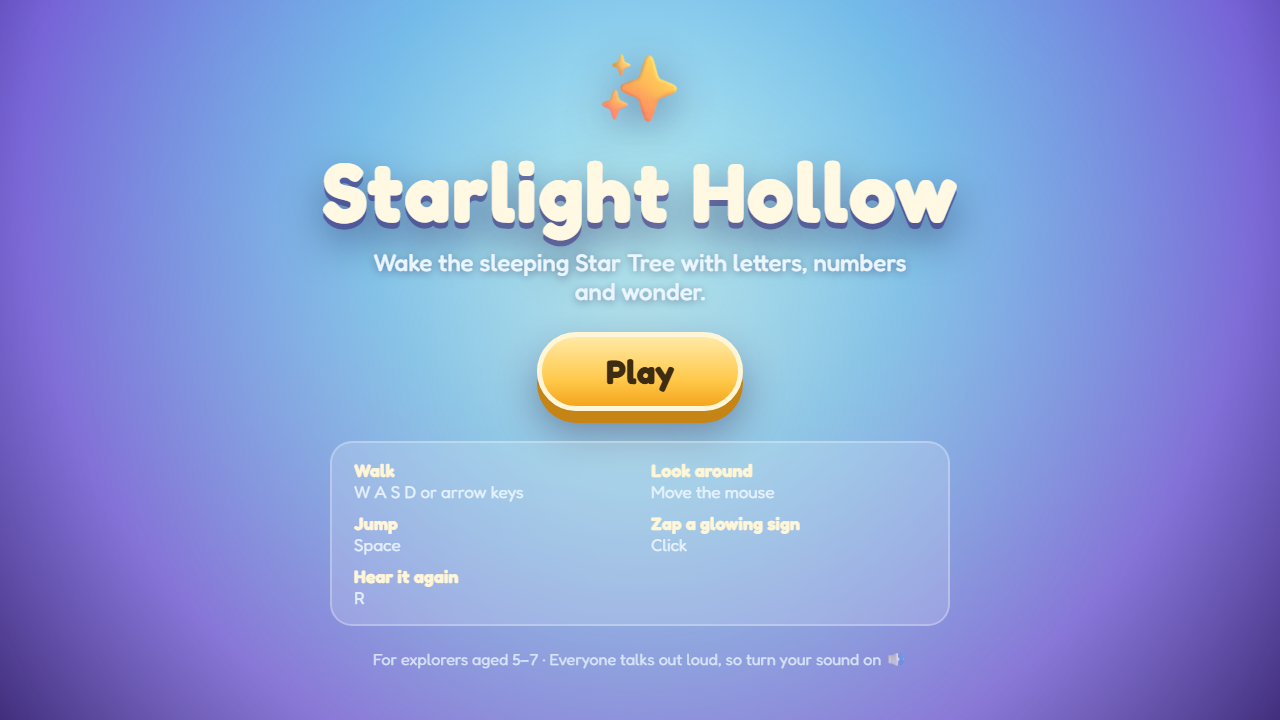 Starlight Hollow
Wake the sleeping Star Tree with letters, numbers
and wonder.
Play
Walk
W A S D or arrow keys
Look around
Move the mouse
Jump
Space
Zap a glowing sign
Click
Hear it again
R
For explorers aged 5–7 · Everyone talks out loud, so turn your sound on 🔊